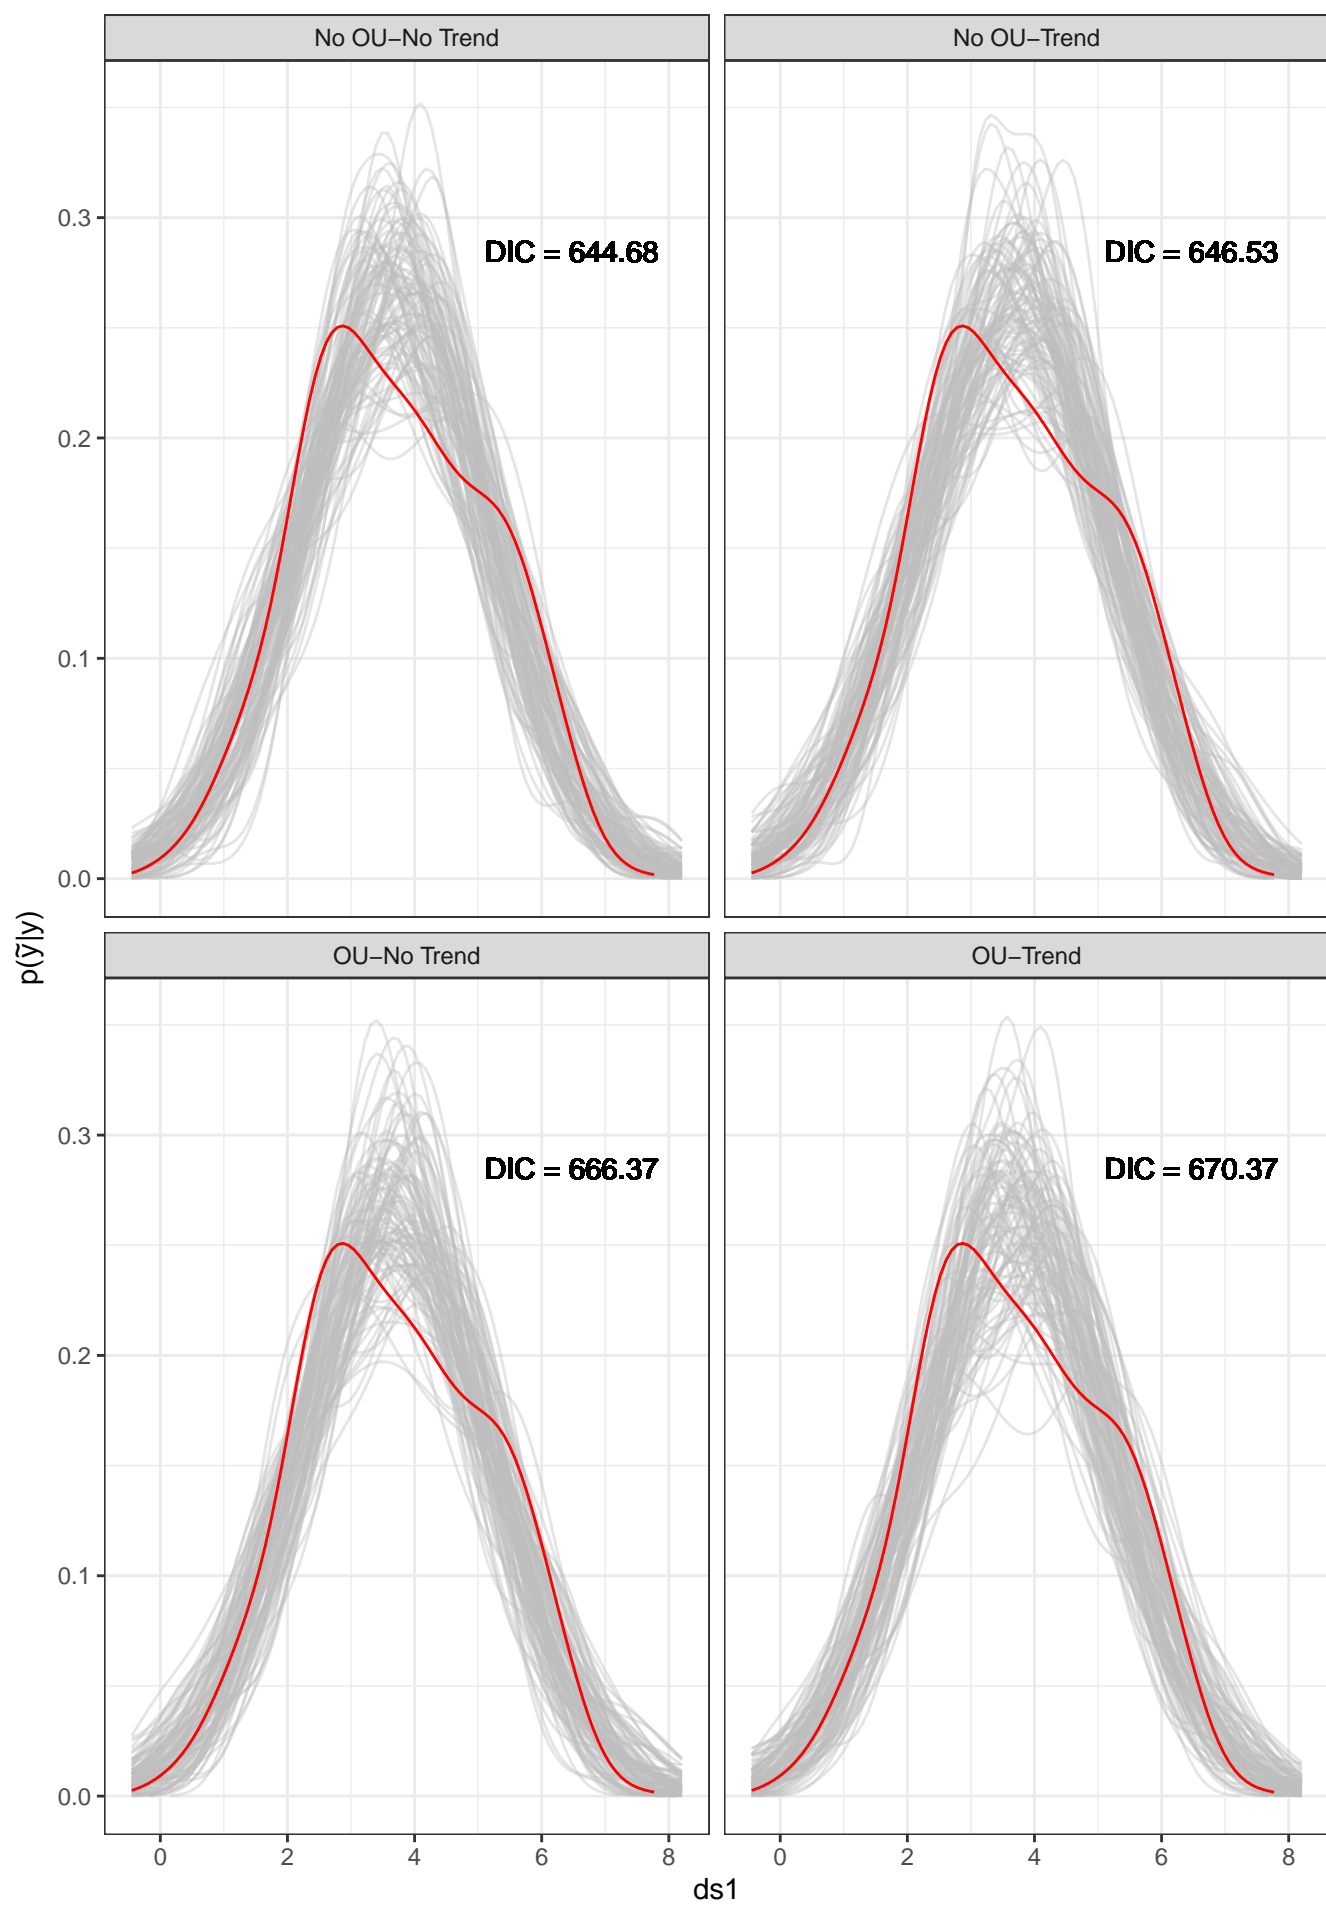 No OU−No Trend
No OU−Trend
DIC = 644.68
DIC = 646.53
0.3
0.2
0.1
0.0
p(ỹ|y)
OU−No Trend
OU−Trend
DIC = 666.37
DIC = 670.37
0.3
0.2
0.1
0.0
0 2 4 6 8
0 2 4 6 8
ds1